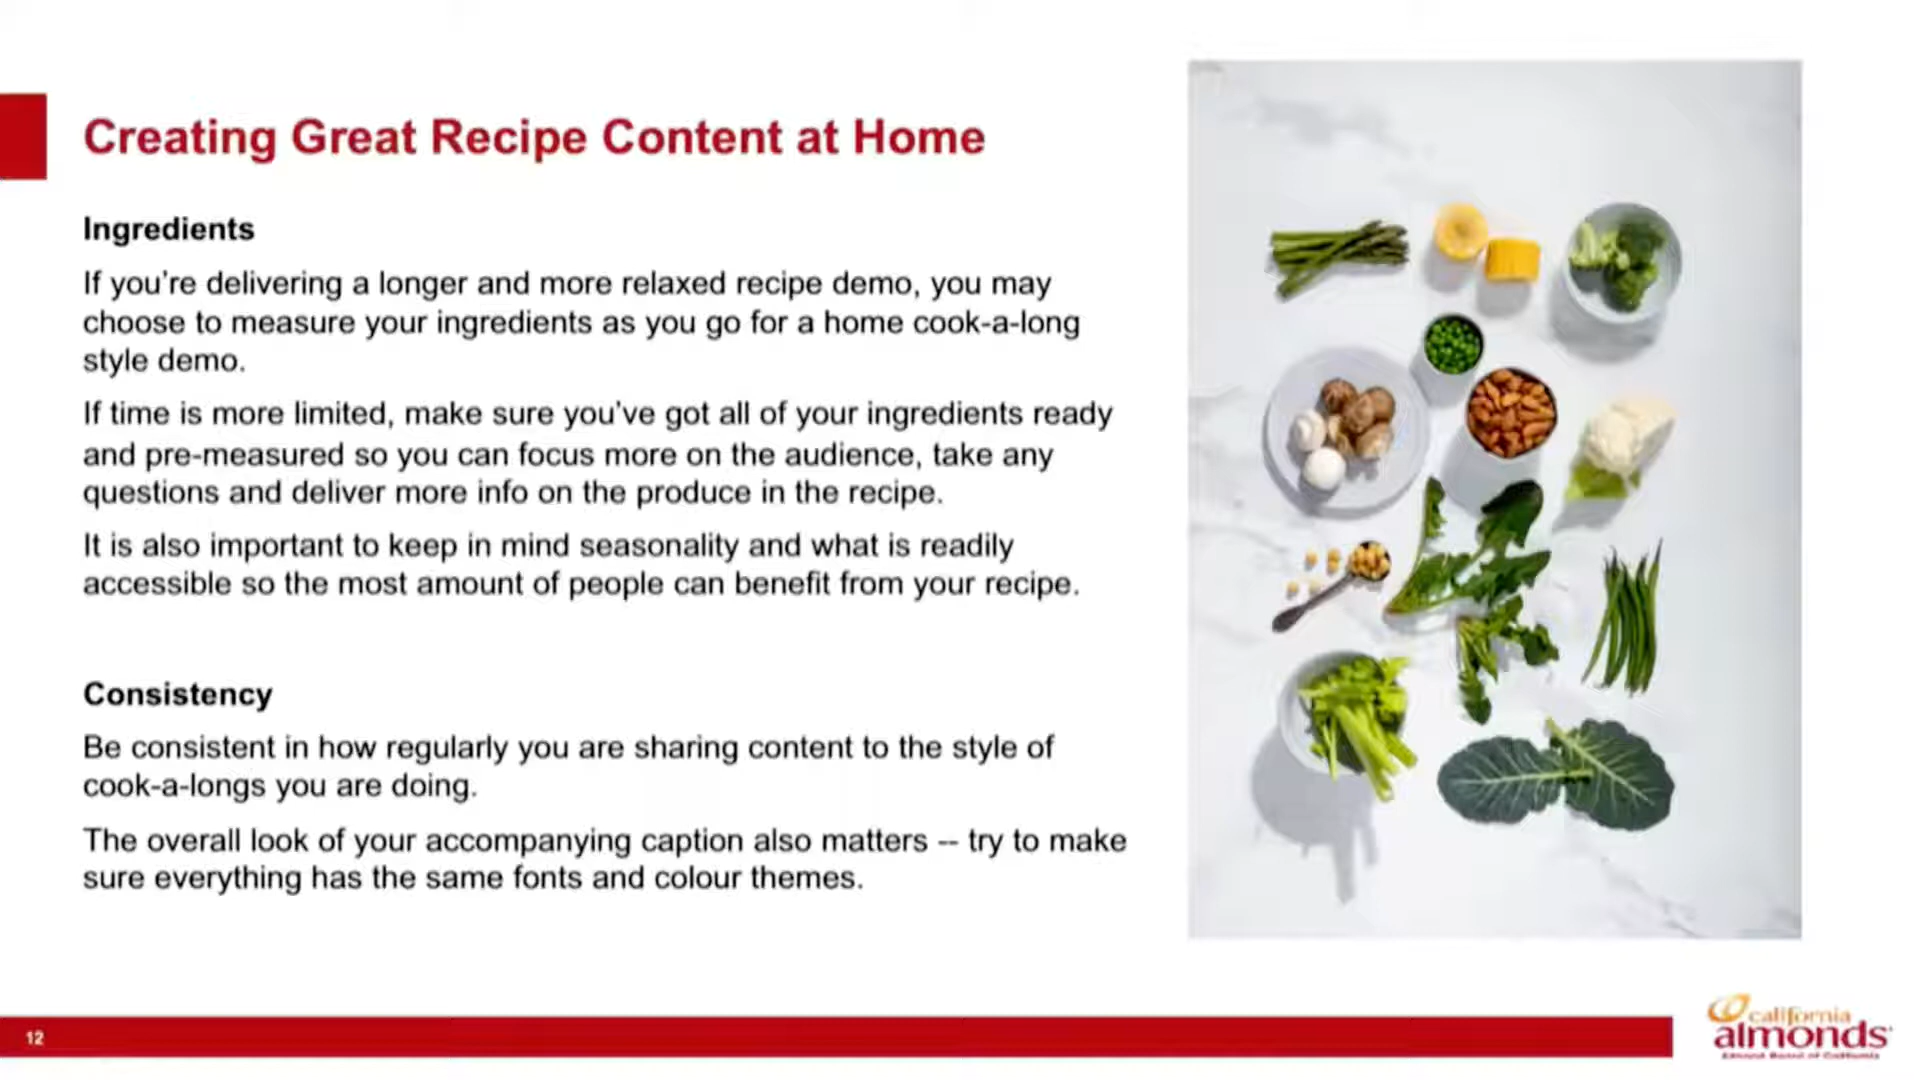 Creating Great Recipe Content at Home
Ingredients
If you’re delivering a longer and more relaxed recipe demo, you may
choose to measure your ingredients as you go for a home cook-a-long
style demo.
If time is more limited, make sure you’ve got all of your ingredients ready
and pre-measured so you can focus more on the audience, take any
questions and deliver more info on the produce in the recipe.
It is also important to keep in mind seasonality and what is readily
accessible so the most amount of people can benefit from your recipe.
Consistency
Be consistent in how regularly you are sharing content to the style of
cook-a-longs you are doing.
The overall look of your accompanying caption also matters -- try to make
sure everything has the same fonts and colour themes.
12
california
almonds
Almond Board of California